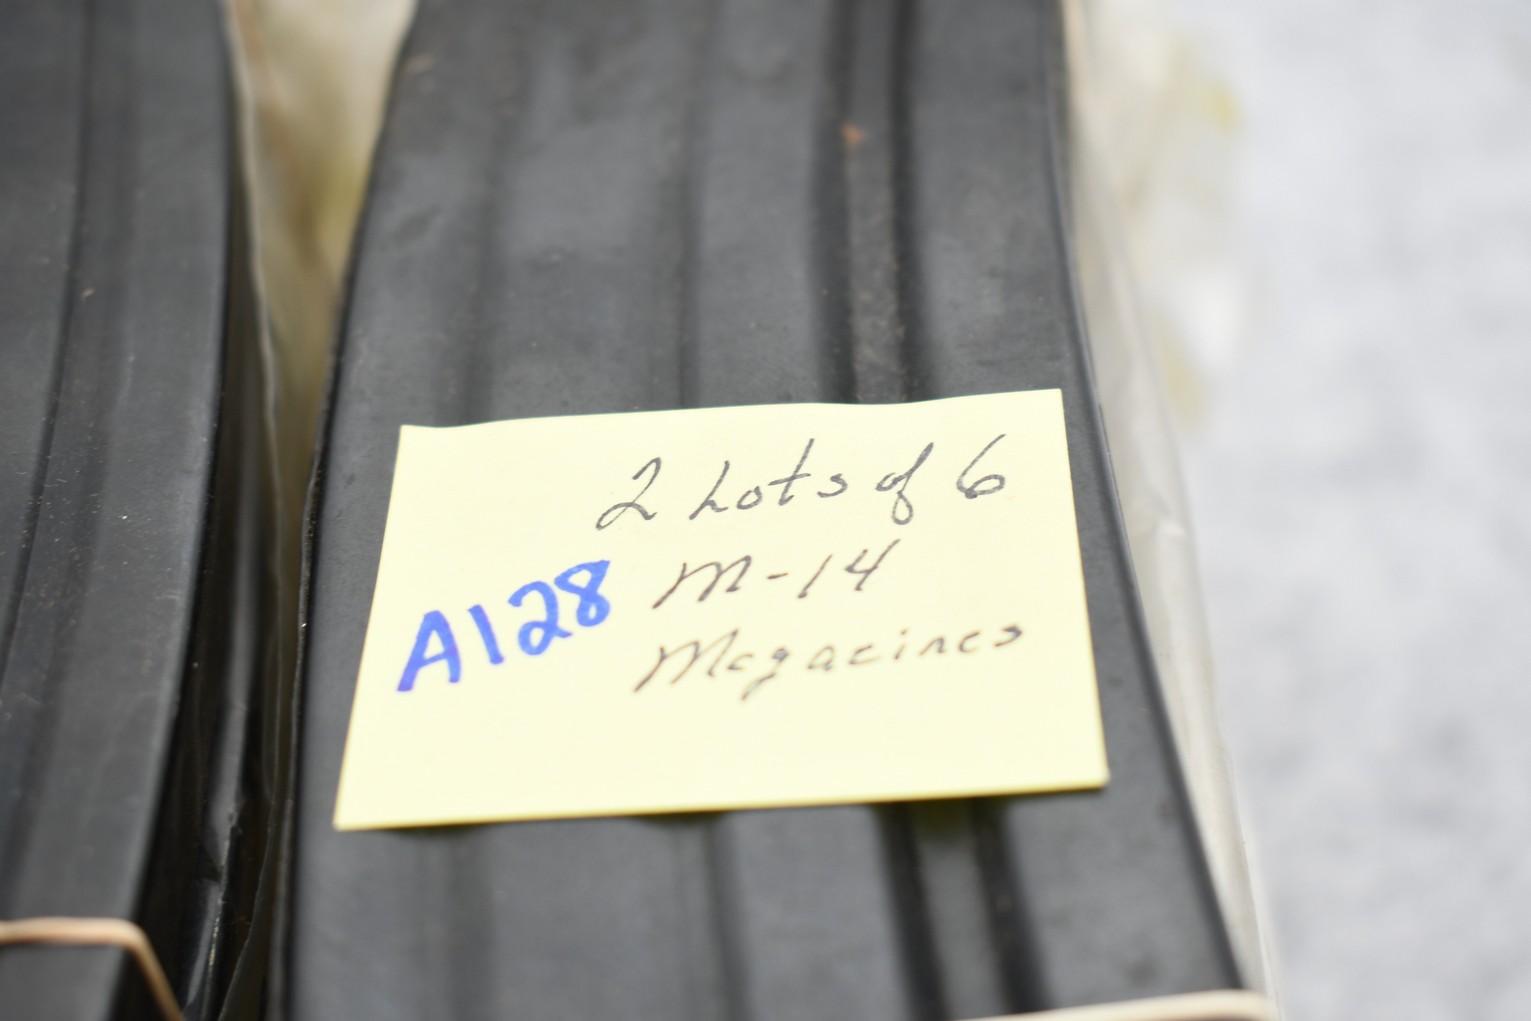 2 Lots of 6
A128 M-14
Magazines